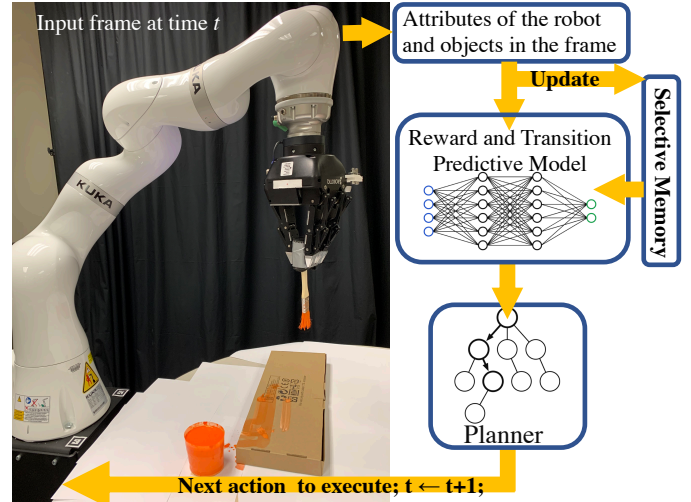 Input frame at time t
Attributes of the robot
and objects in the frame
Update
Selective Memory
Reward and Transition
Predictive Model
KUKA
Planner
Next action to execute; t ← t+1;